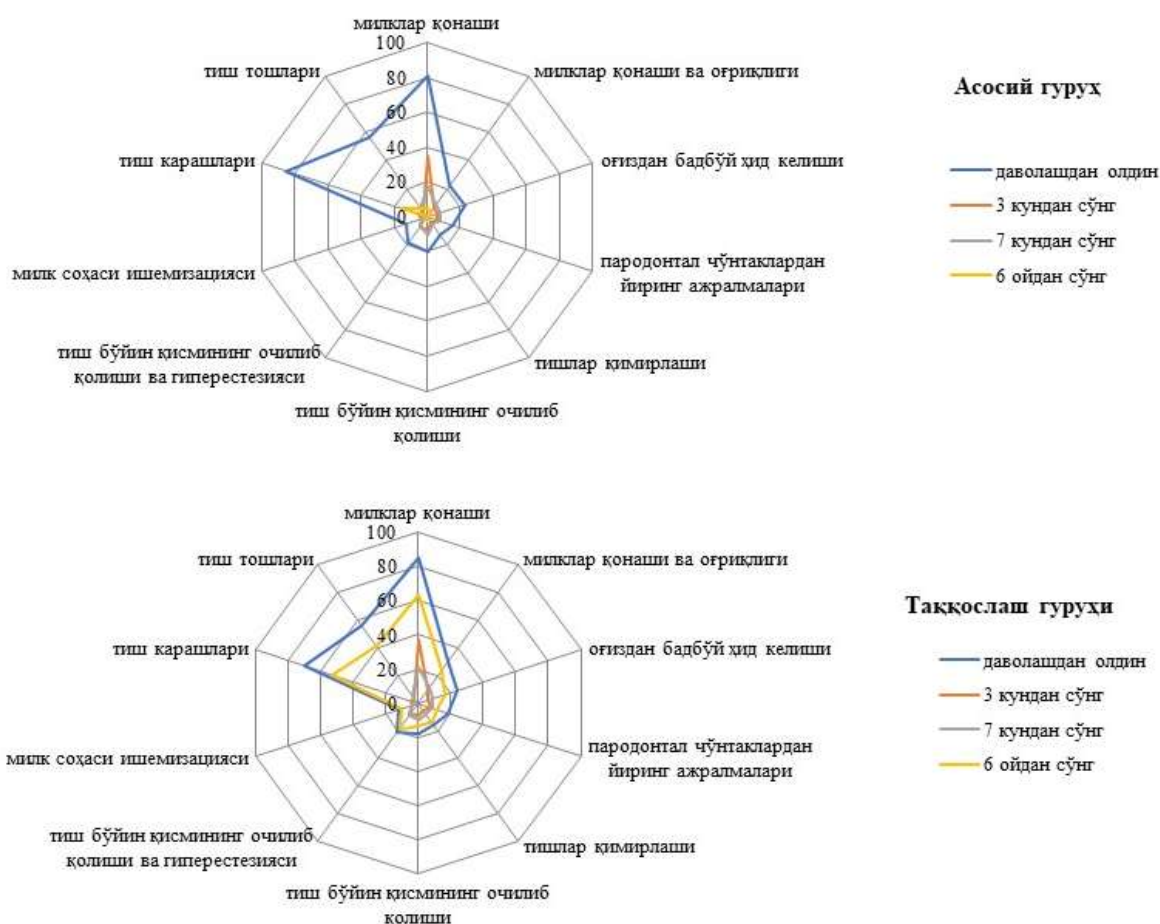 милклар қонаши
100
тиш тошлари
80
милклар қонаши ва оғриқлиги
60
тиш карашлари
40
оғиздан бадбўй ҳид келиши
20
0
милк соҳаси ишемизацияси
пародонтал чўнтаклардан
йиринг ажралмалари
тиш бўйин қисмининг очилиб
қолиши ва гиперестезияси
тишлар қимирлаши
тиш бўйин қисмининг очилиб
қолиши
Асосий гуруҳ
даволашдан олдин
3 кундан сўнг
7 кундан сўнг
6 ойдан сўнг
милклар қонаши
100
тиш тошлари
80
милклар қонаши ва оғриқлиги
60
тиш карашлари
40
оғиздан бадбўй ҳид келиши
20
0
милк соҳаси ишемизацияси
пародонтал чўнтаклардан
йиринг ажралмалари
тиш бўйин қисмининг очилиб
қолиши ва гиперестезияси
тишлар қимирлаши
тиш бўйин қисмининг очилиб
қолиши
Таққослаш гуруҳи
даволашдан олдин
3 кундан сўнг
7 кундан сўнг
6 ойдан сўнг